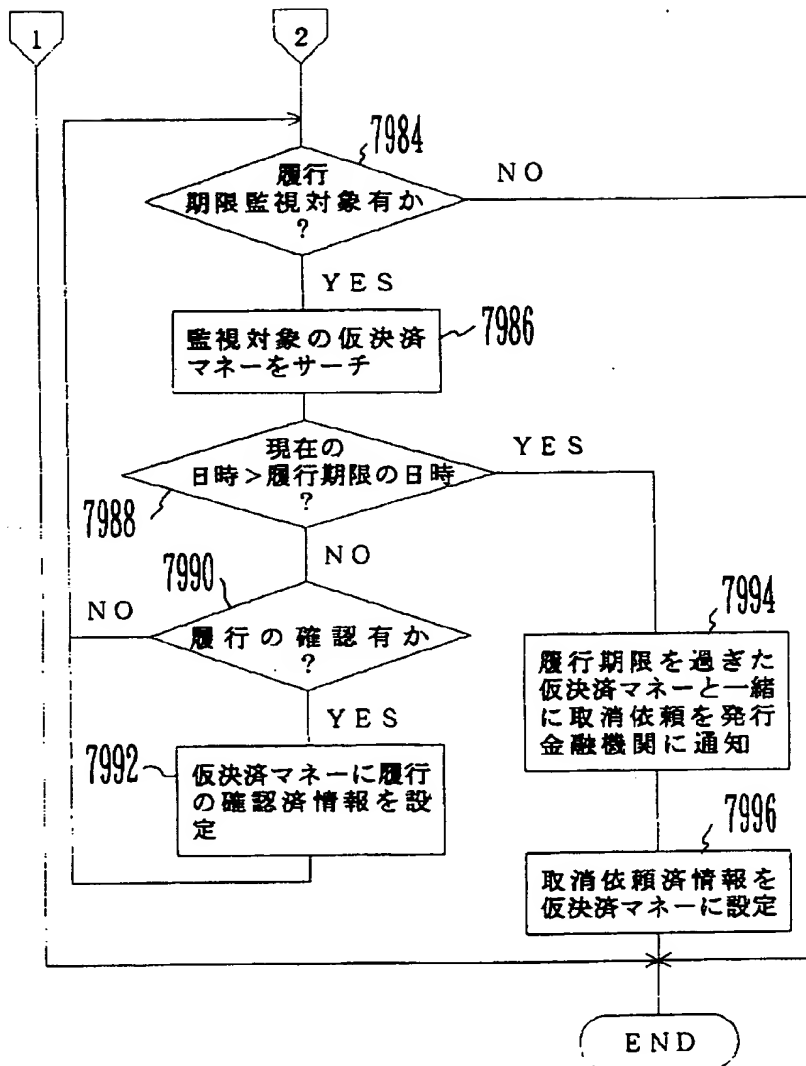 1
2
7984
履行
期限監視対象有か
?
NO
YES
監視対象の仮決済
マネーをサーチ
7986
現在の
日時>履行期限の日時
?
YES
7988
NO
7990
NO
履行の確認有か
?
YES
7994
履行期限を過ぎた
仮決済マネーと一緒
に取消依頼を発行
金融機関に通知
7992
仮決済マネーに履行
の確認済情報を設
定
7996
取消依頼済情報を
仮決済マネーに設定
END